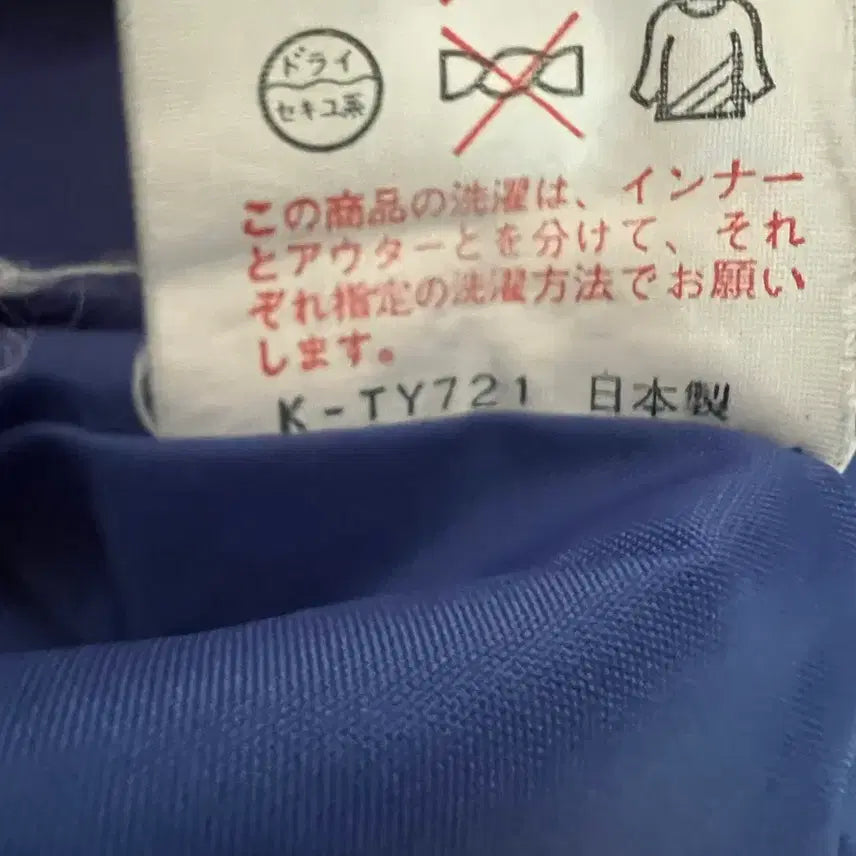 ドライ
セキユ系
この商品の洗濯は、インナー
とアウターとを分けて、それ
ぞれ指定の洗濯方法でお願い
します。
K-TY721 日本製